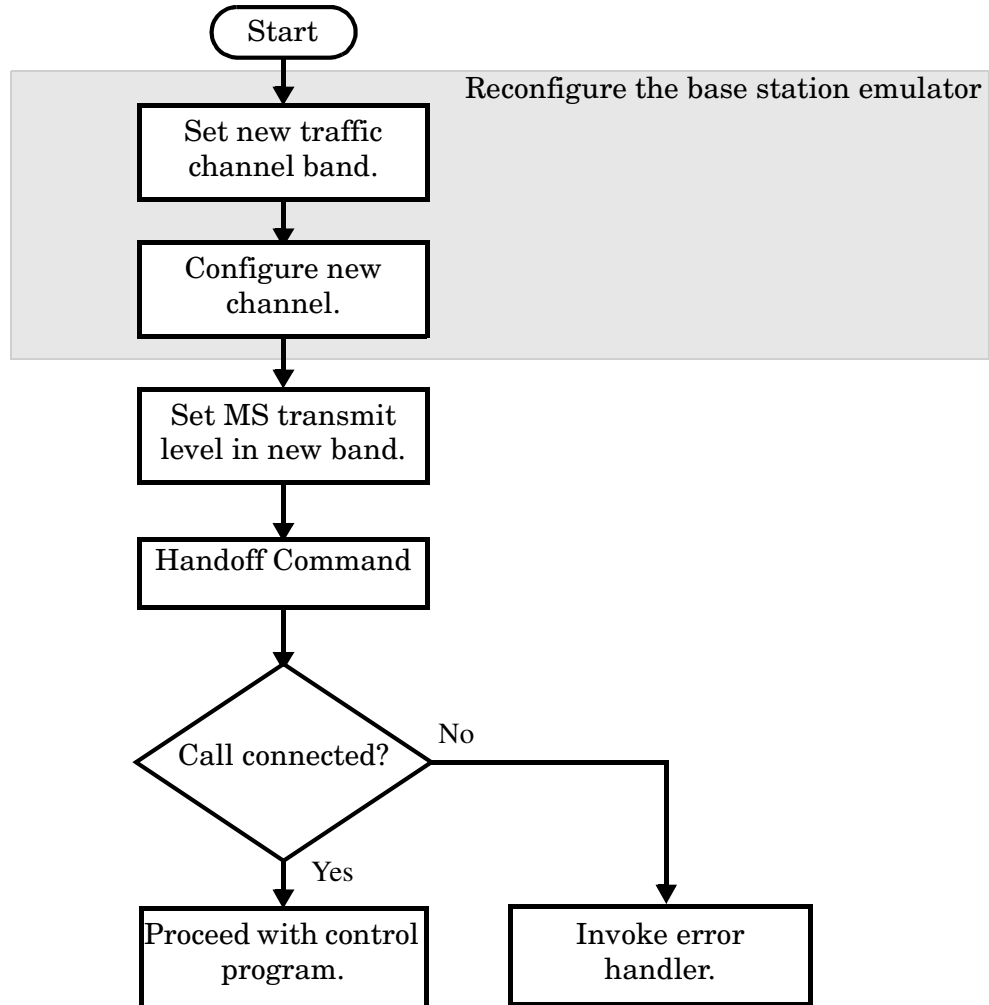 Start
Reconfigure the base station emulator
Set new traffic
channel band.
Configure new
channel.
Set MS transmit
level in new band.
Handoff Command
Call connected?
No
Yes
Proceed with control
program.
Invoke error
handler.